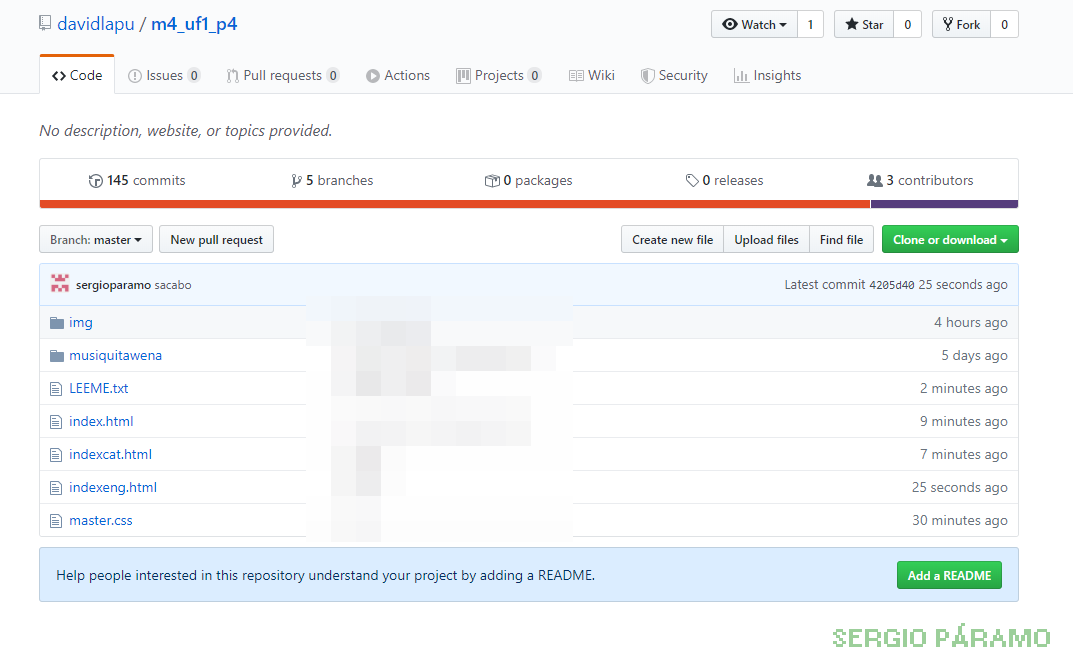 davidlapu / m4_uf1_p4
Watch 1 Star 0 Fork 0
Code Issues 0 Pull requests 0 Actions Projects 0 Wiki Security Insights
No description, website, or topics provided.
145 commits 5 branches 0 packages 0 releases 3 contributors
Branch: master New pull request Create new file Upload files Find file Clone or download
sergioparamo sacabo Latest commit 4205d40 25 seconds ago
img 4 hours ago
musiquitawena 5 days ago
LEEME.txt 2 minutes ago
index.html 9 minutes ago
indexcat.html 7 minutes ago
indexeng.html 25 seconds ago
master.css 30 minutes ago
Help people interested in this repository understand your project by adding a README. Add a README
SERGIO PÁRAMO